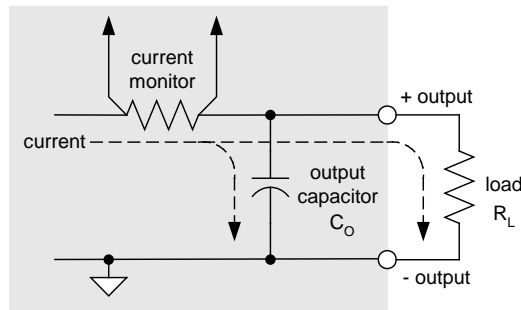 current
monitor
+ output
current
output
capacitor
C_O
load
R_L
- output